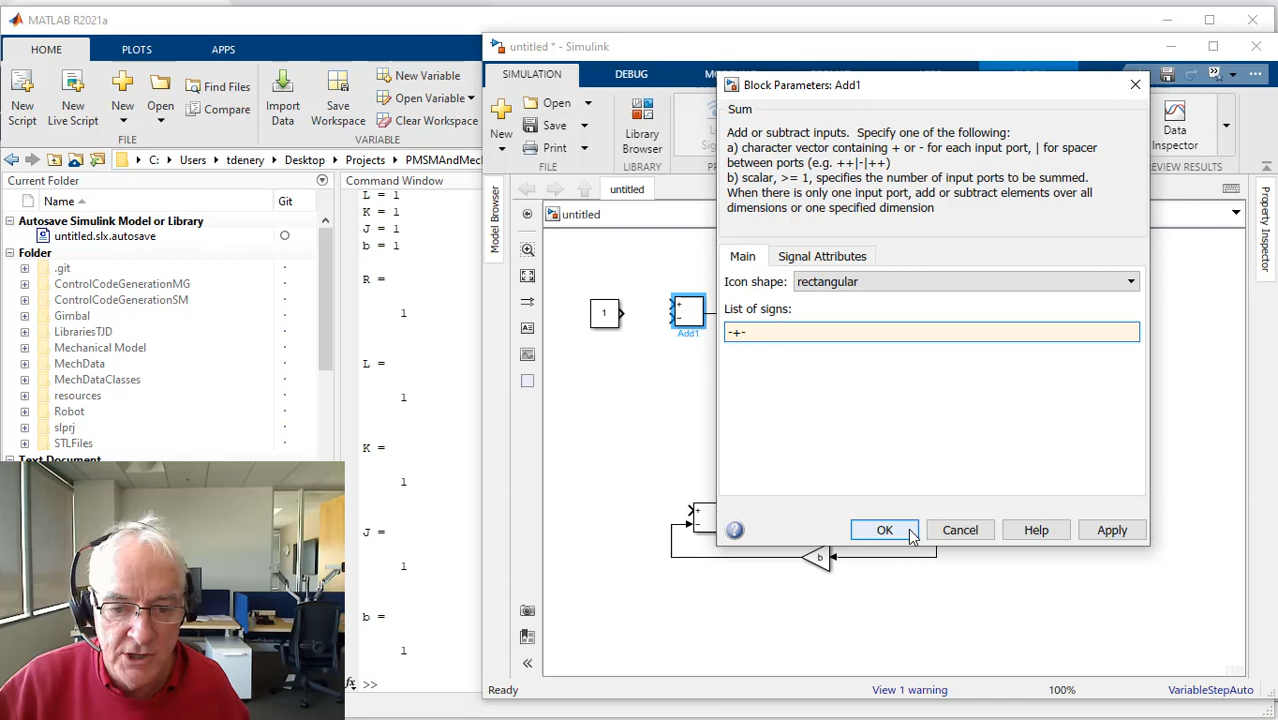 MATLAB R2021a
HOME
PLOTS
APPS
New Script
New Live Script
New
Open
Find Files
Compare
Import Data
Save Workspace
New Variable
Open Variable
Clear Workspace
FILE
VARIABLE
C: Users tdenery Desktop Projects PMSMAndMec
Current Folder
Name
Git
Autosave Simulink Model or Library
untitled.slx.autosave
Folder
.git
ControlCodeGenerationMG
ControlCodeGenerationSM
Gimbal
LibrariesTJD
Mechanical Model
MechData
MechDataClasses
resources
Robot
slprj
STLFiles
Text Document
Command Window
L = 1
K = 1
J = 1
b = 1
R =
1
L =
1
K =
1
J =
1
b =
1
fx >>
untitled * - Simulink
SIMULATION
DEBUG
New
Open
Save
Print
FILE
Library Browser
LIBRARY
Data Inspector
REVIEW RESULTS
Model Browser
untitled
untitled
Property Inspector
1
+
-
Add1
+
-
b
Ready
View 1 warning
100%
VariableStepAuto
Block Parameters: Add1
Sum
Add or subtract inputs. Specify one of the following:
a) character vector containing + or - for each input port, | for spacer
between ports (e.g. ++|-|++)
b) scalar, >= 1, specifies the number of input ports to be summed.
When there is only one input port, add or subtract elements over all
dimensions or one specified dimension
Main
Signal Attributes
Icon shape: rectangular
List of signs:
-+-
OK
Cancel
Help
Apply